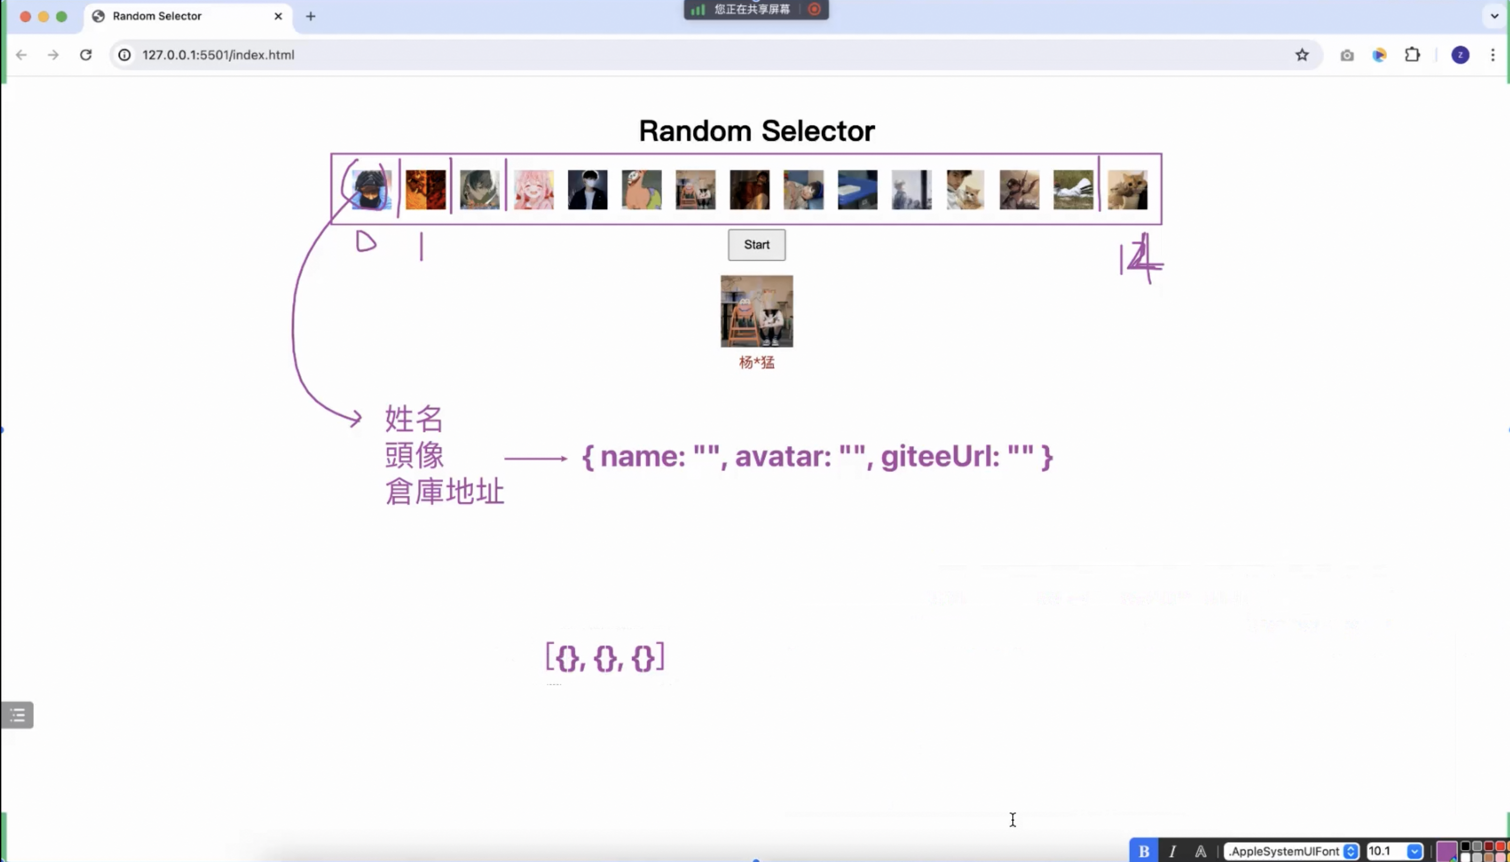 您正在共享屏幕
Random Selector
127.0.0.1:5501/index.html
Z
Random Selector
0
1
14
Start
杨*猛
姓名
頭像
倉庫地址
{ name: "", avatar: "", giteeUrl: "" }
[{}, {}, {}]
B I A .AppleSystemUIFont 10.1